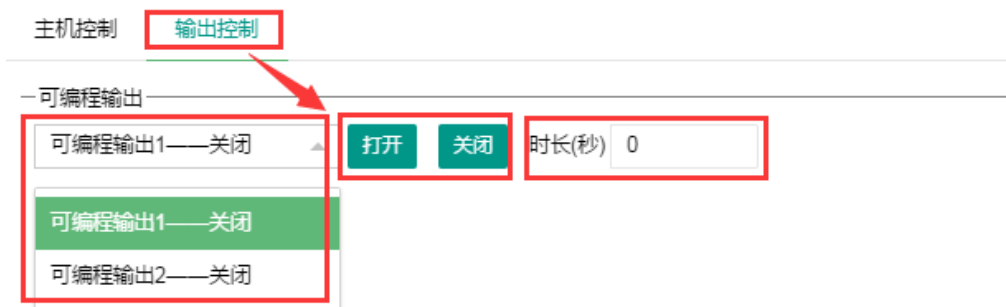 主机控制 输出控制
可编程输出
可编程输出1——关闭 打开 关闭 时长(秒) 0
可编程输出1——关闭
可编程输出2——关闭